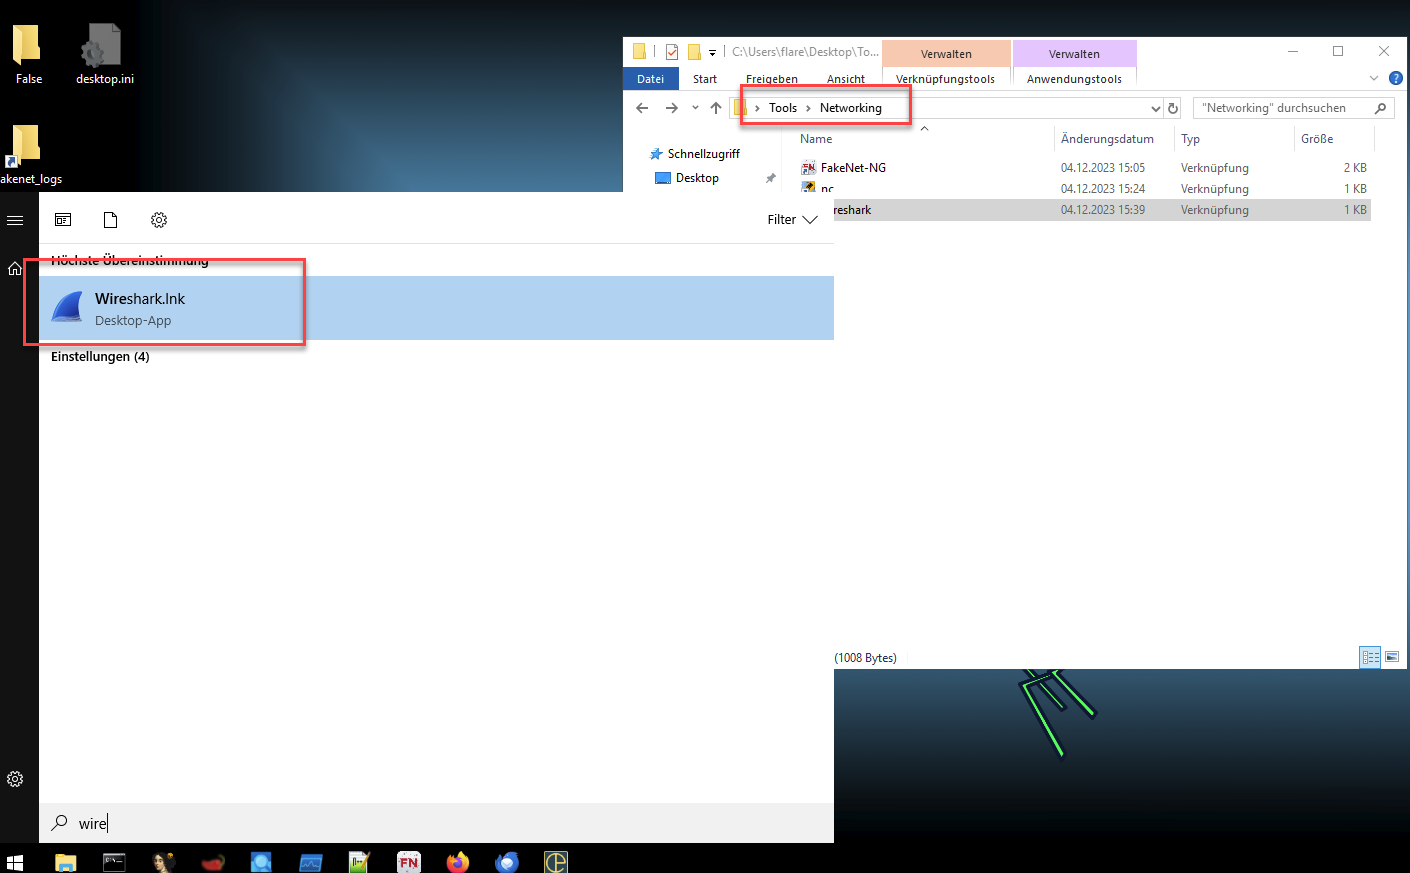 False
desktop.ini
akenet_logs
C:\Users\flare\Desktop\To...
Verwalten
Verwalten
Datei
Start
Freigeben
Ansicht
Verknüpfungstools
Anwendungstools
Tools
Networking
"Networking" durchsuchen
Name
Änderungsdatum
Typ
Größe
Schnellzugriff
Desktop
FakeNet-NG 04.12.2023 15:05 Verknüpfung 2 KB
nc 04.12.2023 15:24 Verknüpfung 1 KB
reshark 04.12.2023 15:39 Verknüpfung 1 KB
(1008 Bytes)
Filter
Höchste Übereinstimmung
Wireshark.lnk
Desktop-App
Einstellungen (4)
wire
FN